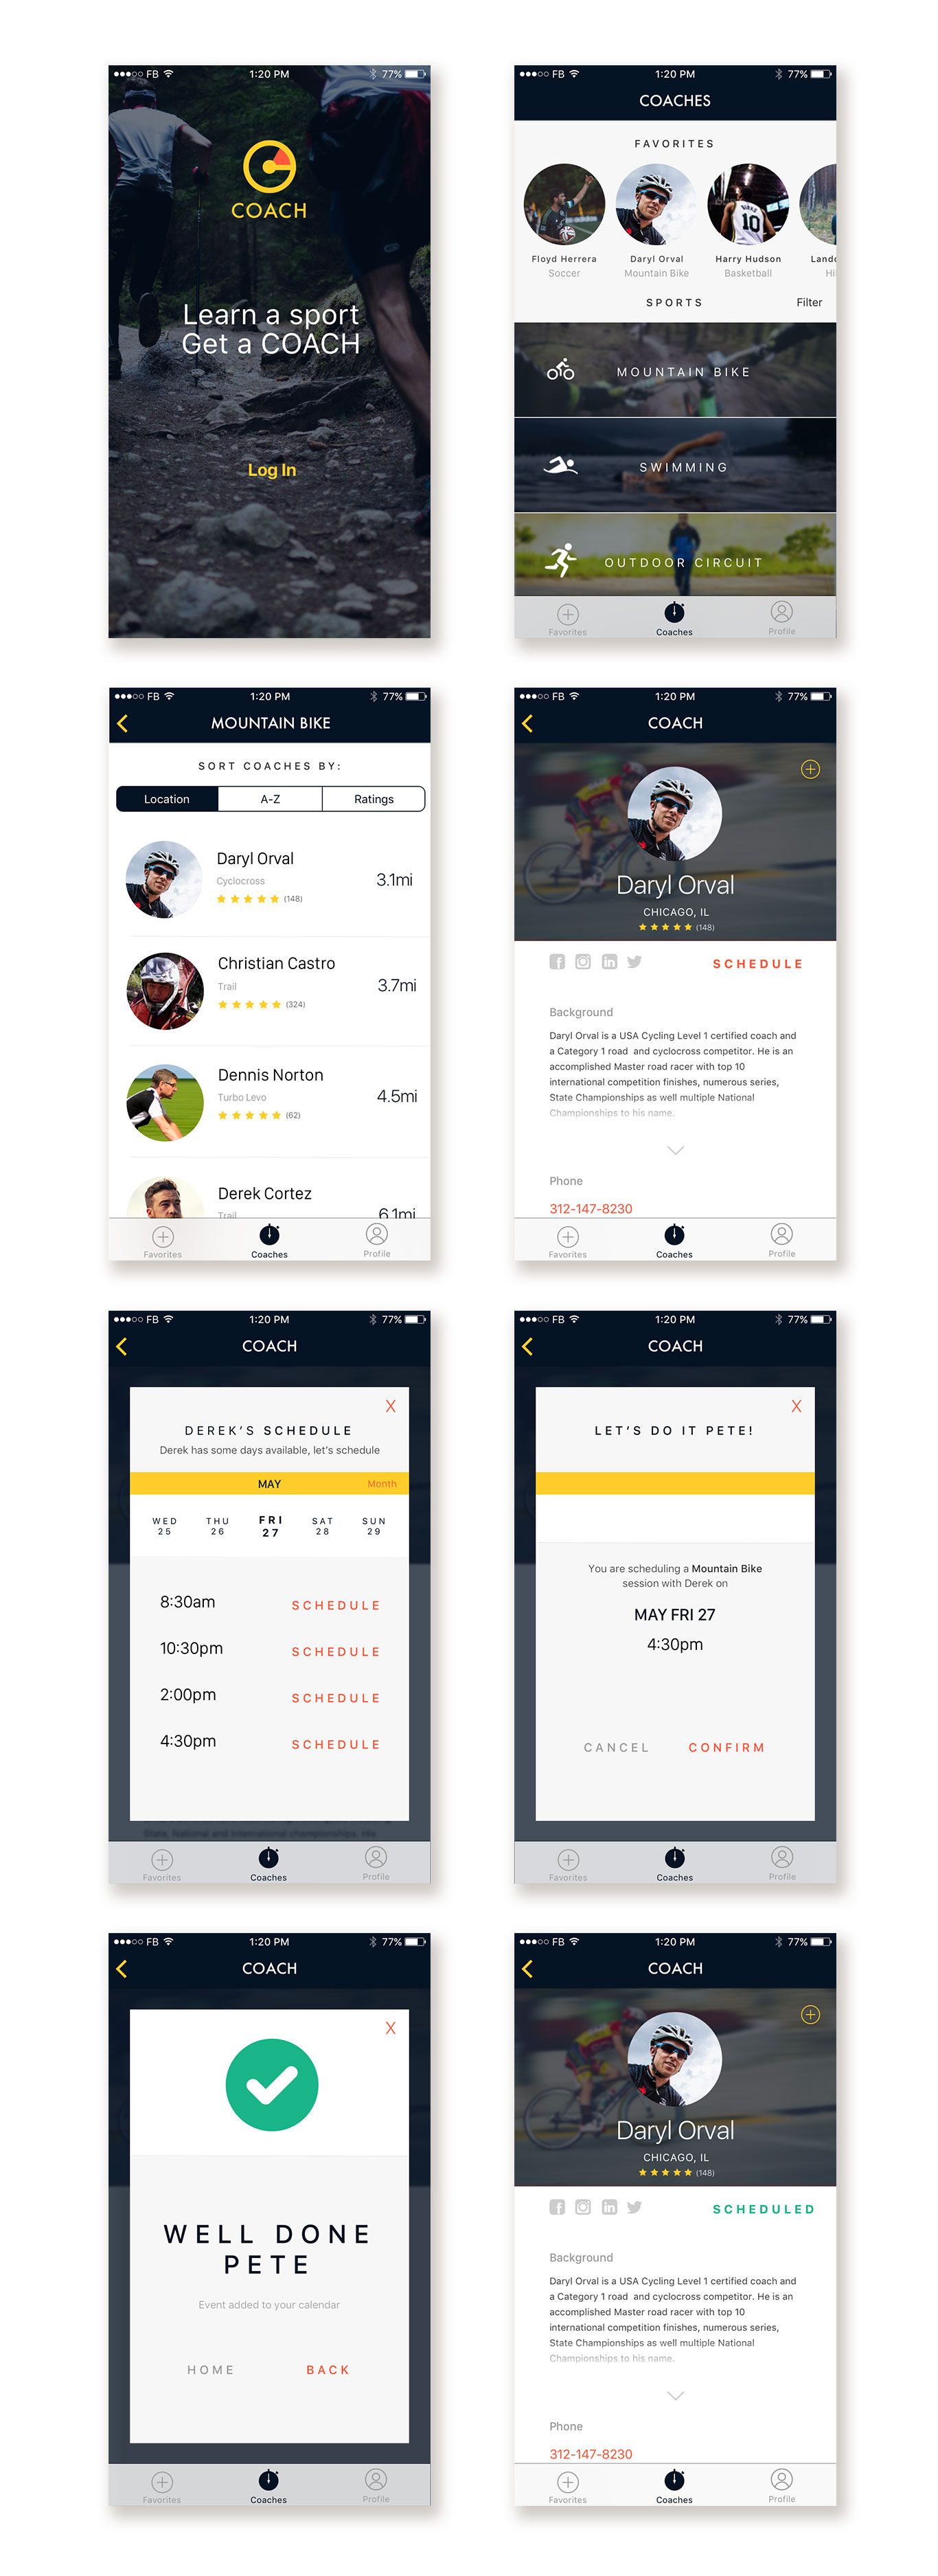 FB 1:20 PM 77%
COACH
Learn a sport
Get a COACH
Log In
FB 1:20 PM 77%
COACHES
FAVORITES
10
Floyd Herrera Daryl Orval Harry Hudson Lando
Soccer Mountain Bike Basketball Hi
SPORTS Filter
MOUNTAIN BIKE
SWIMMING
OUTDOOR CIRCUIT
Favorites Coaches Profile
FB 1:20 PM 77%
MOUNTAIN BIKE
SORT COACHES BY:
Location A-Z Ratings
Daryl Orval
Cyclocross 3.1mi
(148)
Christian Castro
Trail 3.7mi
(324)
Dennis Norton
Turbo Levo 4.5mi
(62)
Derek Cortez
Trail 6.1mi
Favorites Coaches Profile
FB 1:20 PM 77%
COACH
Daryl Orval
CHICAGO, IL
(148)
SCHEDULE
Background
Daryl Orval is a USA Cycling Level 1 certified coach and
a Category 1 road and cyclocross competitor. He is an
accomplished Master road racer with top 10
international competition finishes, numerous series,
State Championships as well multiple National
Championships to his name.
Phone
312-147-8230
Favorites Coaches Profile
FB 1:20 PM 77%
COACH
X
DEREK'S SCHEDULE
Derek has some days available, let's schedule
MAY Month
WED THU FRI SAT SUN
25 26 27 28 29
8:30am SCHEDULE
10:30pm SCHEDULE
2:00pm SCHEDULE
4:30pm SCHEDULE
State, National and International championships. His
Favorites Coaches Profile
FB 1:20 PM 77%
COACH
X
LET'S DO IT PETE!
You are scheduling a Mountain Bike
session with Derek on
MAY FRI 27
4:30pm
CANCEL CONFIRM
Favorites Coaches Profile
FB 1:20 PM 77%
COACH
X
WELL DONE
PETE
Event added to your calendar
HOME BACK
Favorites Coaches Profile
FB 1:20 PM 77%
COACH
Daryl Orval
CHICAGO, IL
(148)
SCHEDULED
Background
Daryl Orval is a USA Cycling Level 1 certified coach and
a Category 1 road and cyclocross competitor. He is an
accomplished Master road racer with top 10
international competition finishes, numerous series,
State Championships as well multiple National
Championships to his name.
Phone
312-147-8230
Favorites Coaches Profile